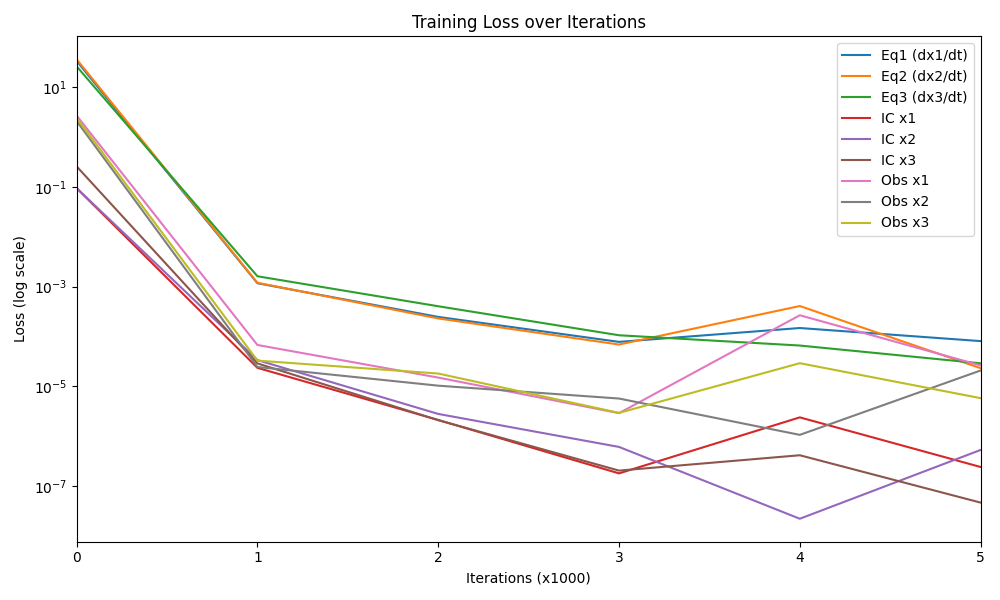 Training Loss over Iterations
Loss (log scale)
10^1
10^-1
10^-3
10^-5
10^-7
0 1 2 3 4 5
Iterations (x1000)
Eq1 (dx1/dt)
Eq2 (dx2/dt)
Eq3 (dx3/dt)
IC x1
IC x2
IC x3
Obs x1
Obs x2
Obs x3